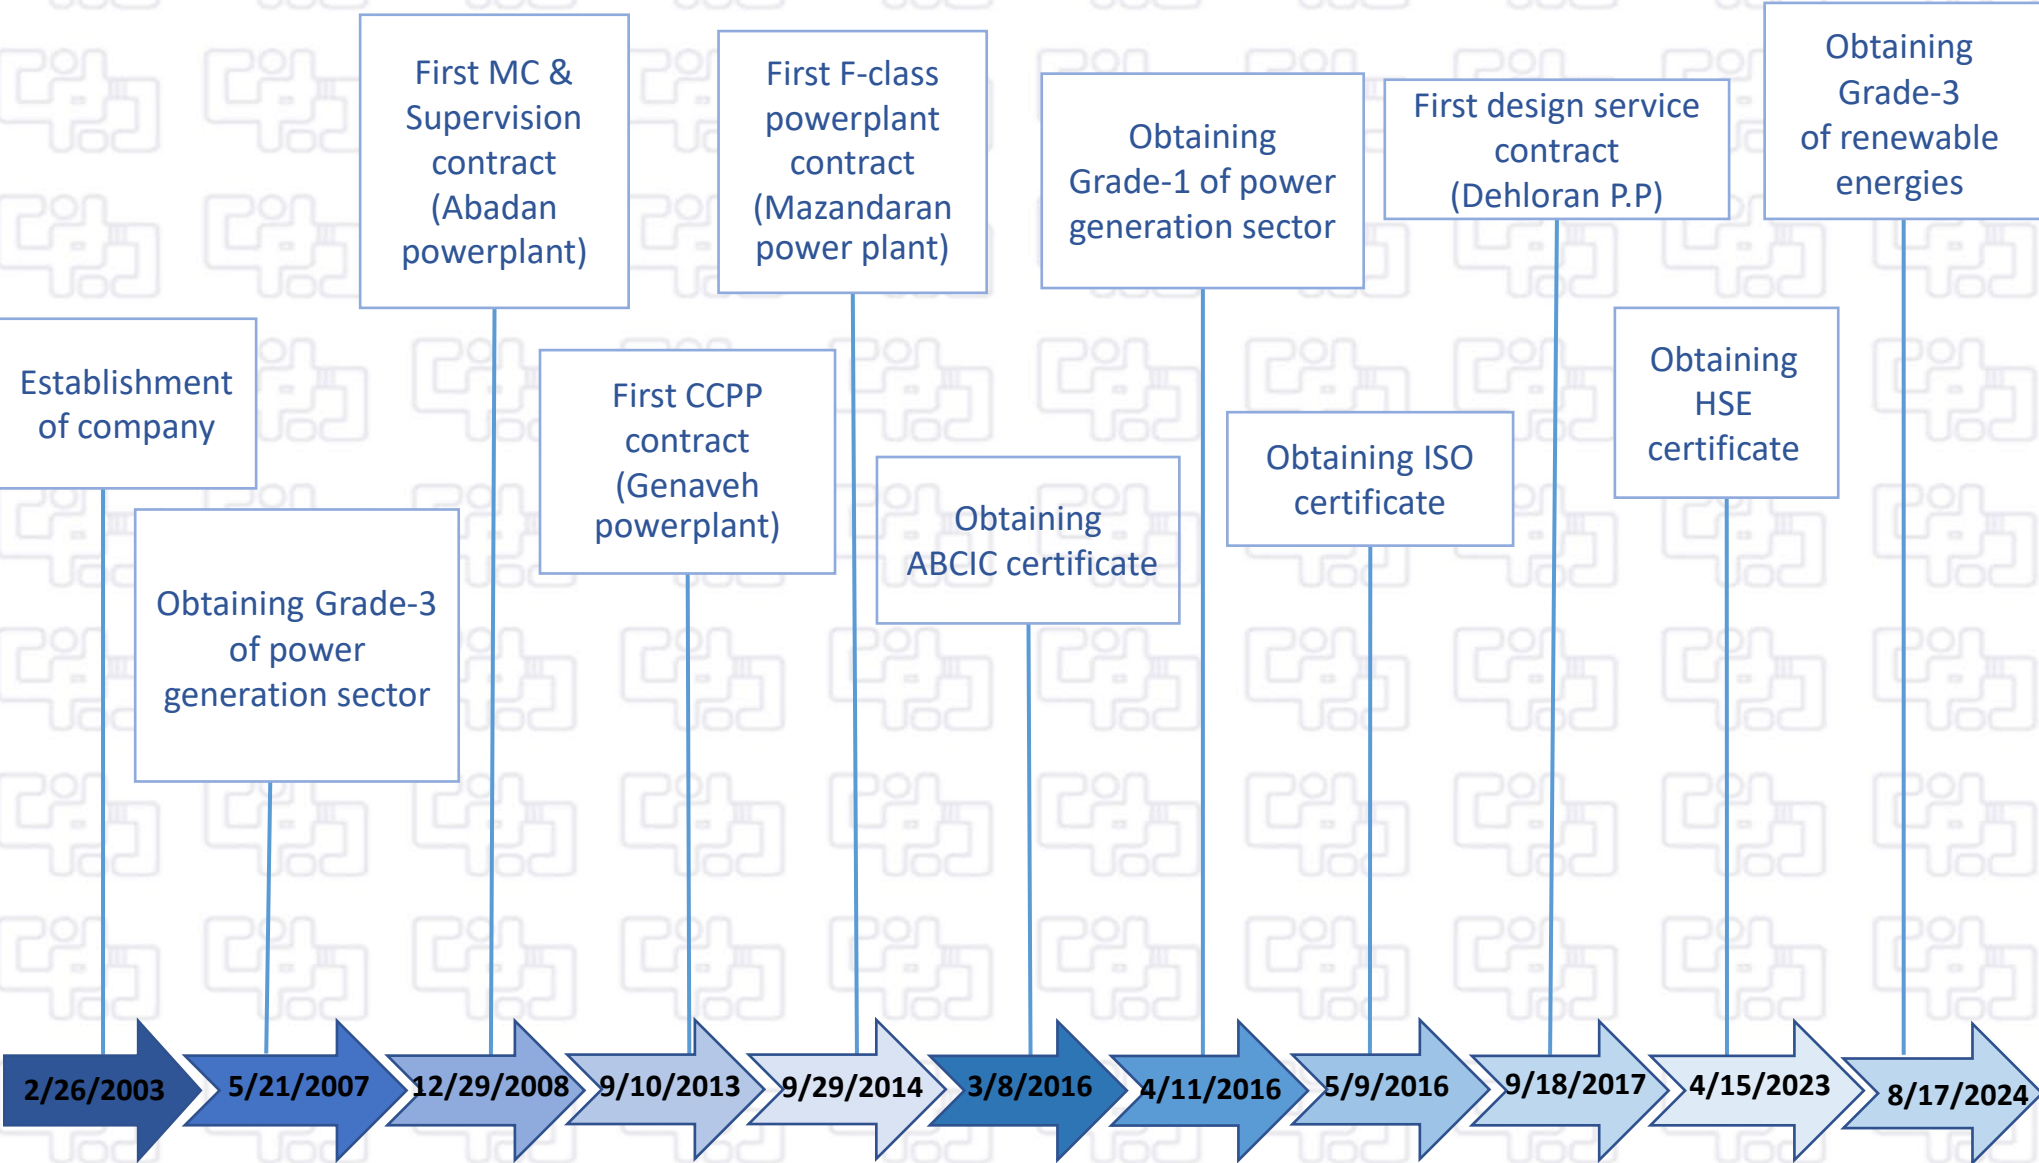 Establishment
of company
Obtaining Grade-3
of power
generation sector
First MC &
Supervision
contract
(Abadan
powerplant)
First CCPP
contract
(Genaveh
powerplant)
First F-class
powerplant
contract
(Mazandaran
power plant)
Obtaining
ABCIC certificate
Obtaining
Grade-1 of power
generation sector
Obtaining ISO
certificate
First design service
contract
(Dehloran P.P)
Obtaining
HSE
certificate
Obtaining
Grade-3
of renewable
energies
2/26/2003
5/21/2007
12/29/2008
9/10/2013
9/29/2014
3/8/2016
4/11/2016
5/9/2016
9/18/2017
4/15/2023
8/17/2024